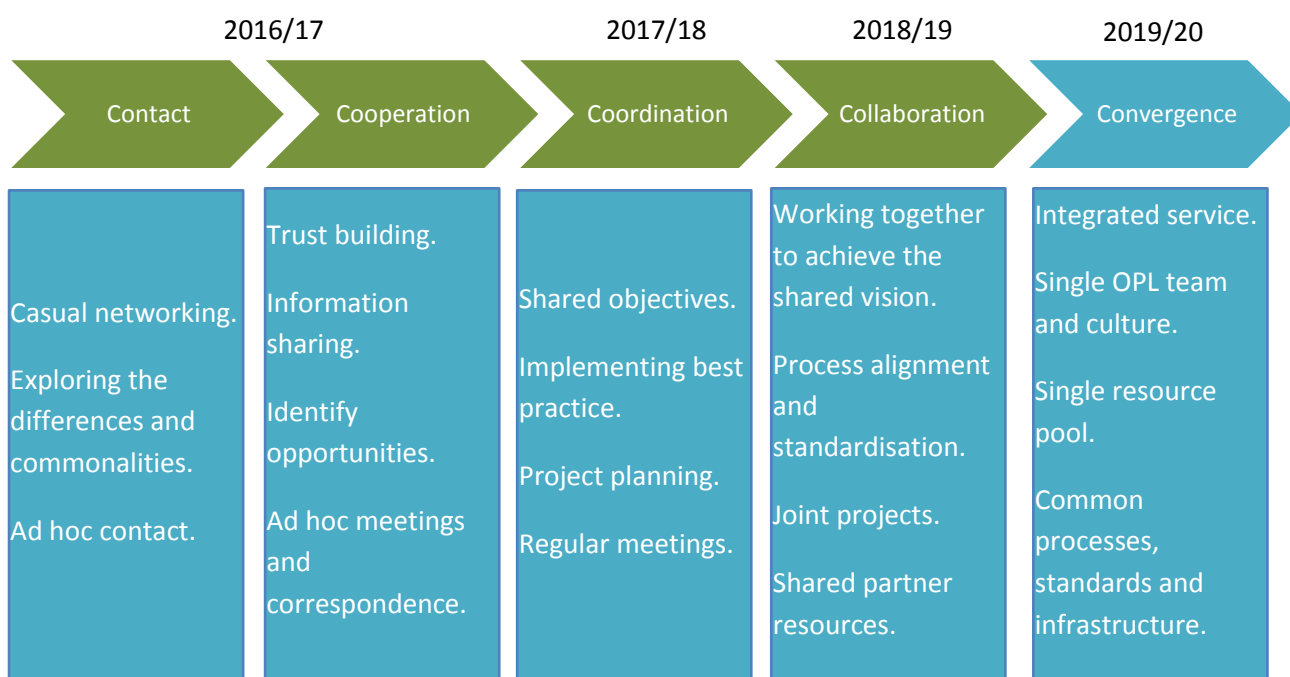 2016/17
2017/18
2018/19
2019/20
Contact
Cooperation
Coordination
Collaboration
Convergence
Casual networking.
Exploring the
differences and
commonalities.
Ad hoc contact.
Trust building.
Information
sharing.
Identify
opportunities.
Ad hoc meetings
and
correspondence.
Shared objectives.
Implementing best
practice.
Project planning.
Regular meetings.
Working together
to achieve the
shared vision.
Process alignment
and
standardisation.
Joint projects.
Shared partner
resources.
Integrated service.
Single OPL team
and culture.
Single resource
pool.
Common
processes,
standards and
infrastructure.